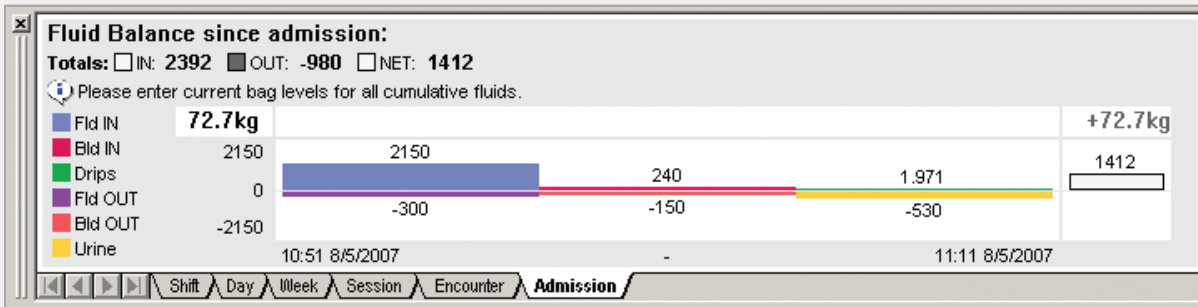 Fluid Balance since admission:
Totals: IN: 2392 OUT: -980 NET: 1412
Please enter current bag levels for all cumulative fluids.
Fld IN 72.7kg +72.7kg
Bld IN 2150 2150
Drips 240 1.971 1412
0
Fld OUT -300 -150 -530
Bld OUT -2150
Urine 10:51 8/5/2007 - 11:11 8/5/2007
Shift Day Week Session Encounter Admission